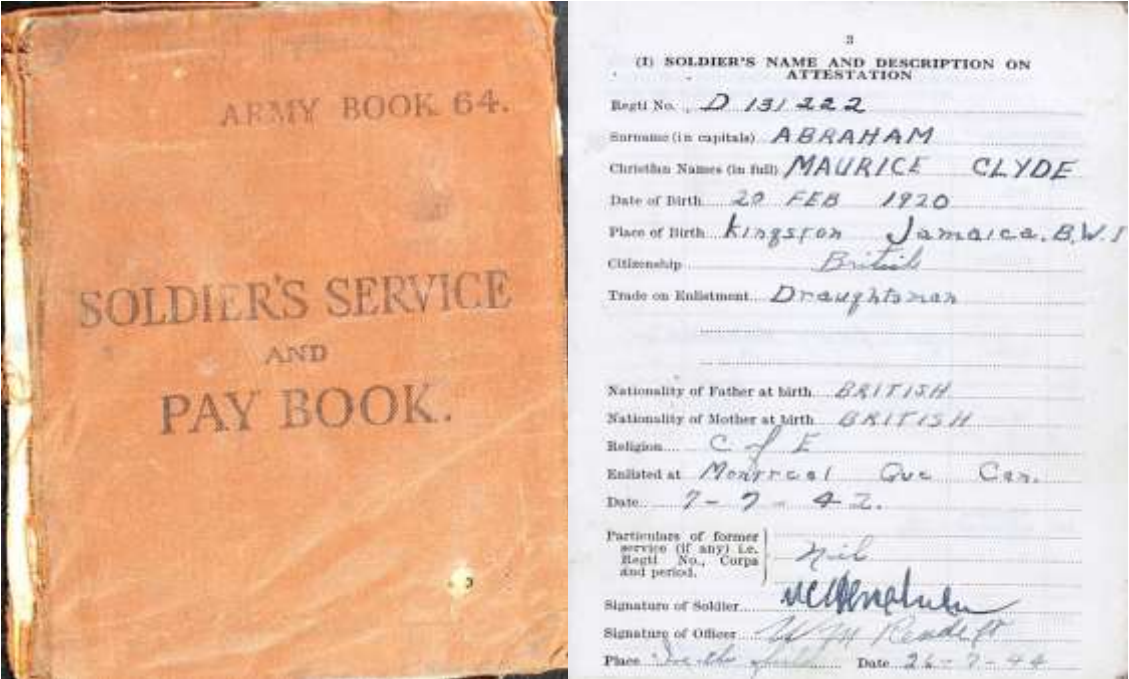 ARMY BOOK 64.
SOLDIER'S SERVICE
AND
PAY BOOK.
3
(I) SOLDIER'S NAME AND DESCRIPTION ON
ATTESTATION
Regtl No. D 131222
Surname (in capitals) ABRAHAM
Christian Names (in full) MAURICE CLYDE
Date of Birth 20 FEB 1920
Place of Birth Kingston Jamaica. B.W.I
Citizenship British
Trade on Enlistment Draughtsman
Nationality of Father at birth BRITISH
Nationality of Mother at birth BRITISH
Religion C of E
Enlisted at Montreal Que Can.
Date 7-7-42.
Particulars of former
service (if any) i.e.
Regtl No., Corps
and period.
Nil
Signature of Soldier
Signature of Officer
Place Date 26-7-44